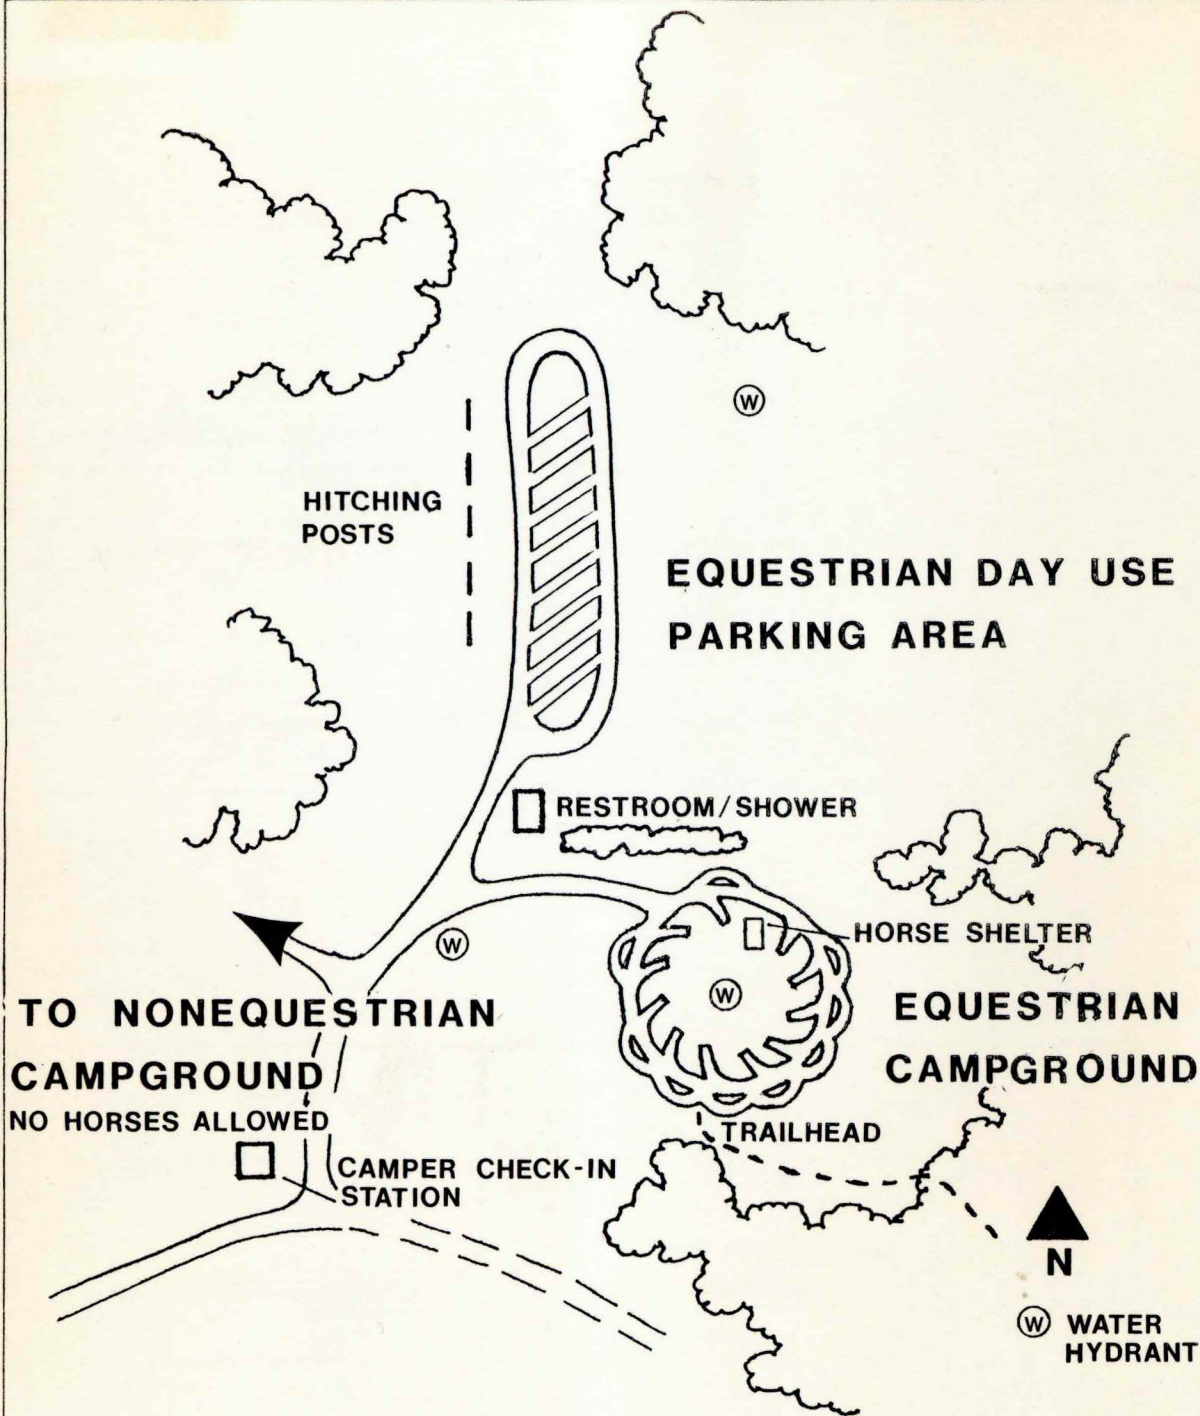 W
HITCHING
POSTS
EQUESTRIAN DAY USE
PARKING AREA
RESTROOM/SHOWER
HORSE SHELTER
W
W
TO NONEQUESTRIAN
CAMPGROUND
NO HORSES ALLOWED
EQUESTRIAN
CAMPGROUND
TRAILHEAD
CAMPER CHECK-IN
STATION
N
W WATER
HYDRANT